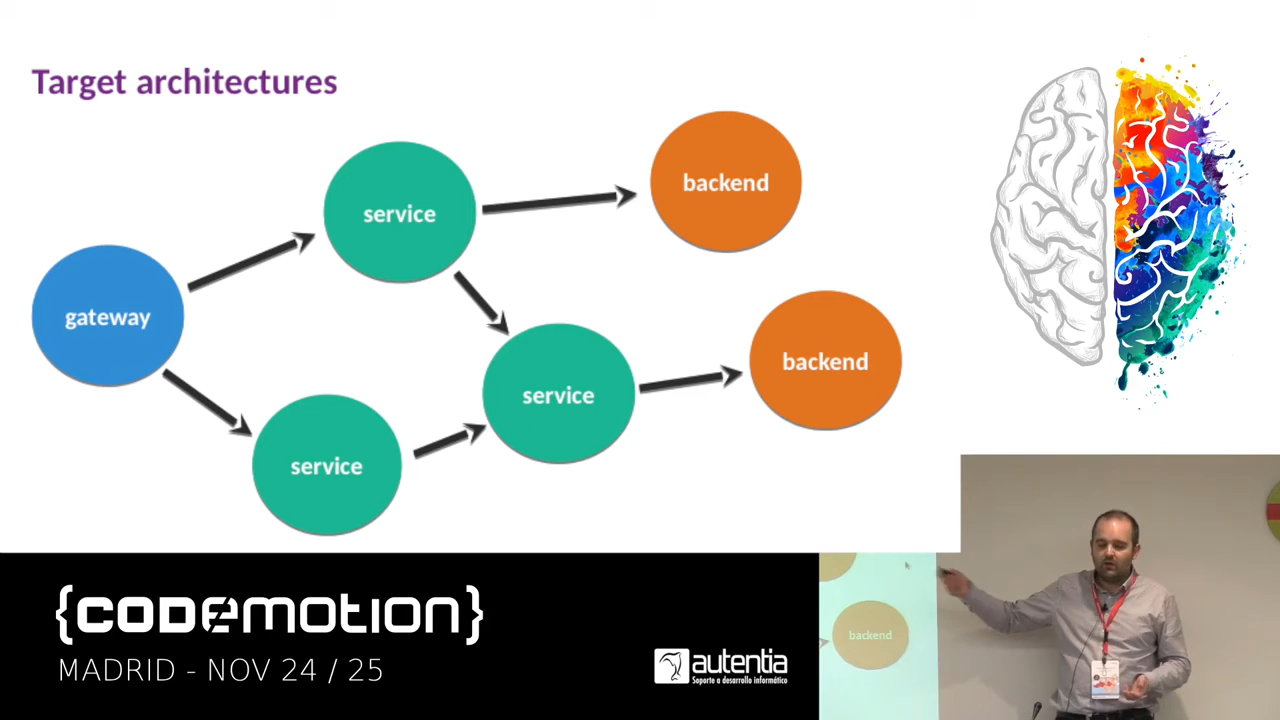 Target architectures
service
backend
gateway
service
backend
service
{codemotion}
MADRID - NOV 24 / 25
autentia
Soporte a desarrollo informático
backend